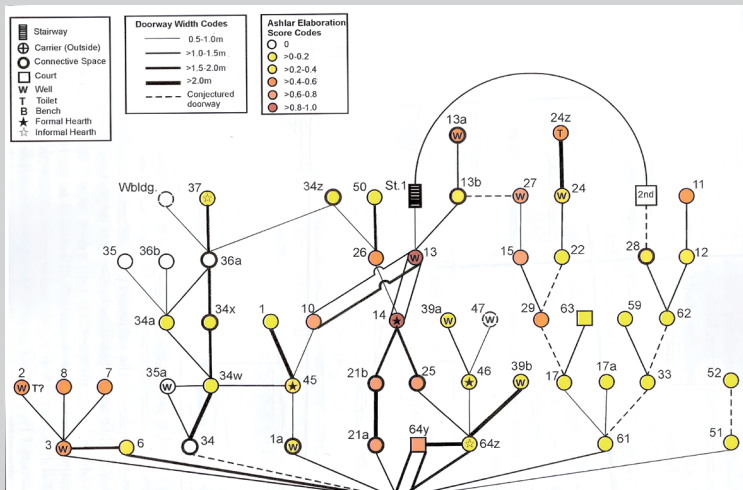 Stairway
Carrier (Outside)
Connective Space
Court
W Well
T Toilet
B Bench
Formal Hearth
Informal Hearth
Doorway Width Codes
0.5-1.0m
>1.0-1.5m
>1.5-2.0m
>2.0m
Conjectured
doorway
Ashlar Elaboration
Score Codes
0
>0-0.2
>0.2-0.4
>0.4-0.6
>0.6-0.8
>0.8-1.0
13a
W
24z
T
Wbldg.
37
34z
50
St.1
13b
27
W
24
W
2nd
11
35
36b
36a
26
13
W
15
22
28
12
34a
34x
1
10
14
39a
W
47
W
29
63
59
62
2
W T?
8
7
35a
W
34w
45
21b
25
46
39b
W
17
17a
33
52
3
W
6
34
1a
W
21a
64y
64z
61
51